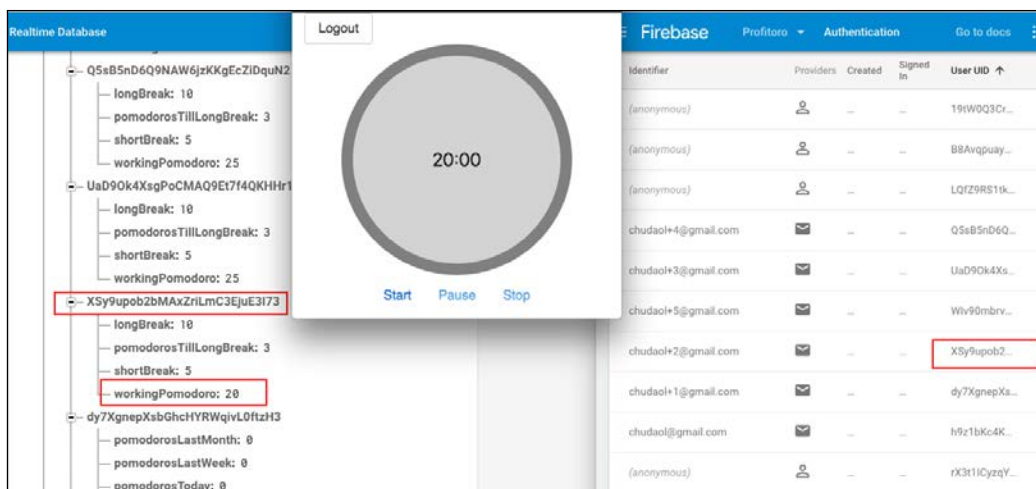 Realtime Database
Q5sB5nD6Q9NAW6jzKKgEcZiDquN2
longBreak: 10
pomodorosTillLongBreak: 3
shortBreak: 5
workingPomodoro: 25
UaD9Ok4XsgPoCMAQ9Et7f4QKHHr1
longBreak: 10
pomodorosTillLongBreak: 3
shortBreak: 5
workingPomodoro: 25
XSy9upob2bMAxZriLmC3EjuE3I73
longBreak: 10
pomodorosTillLongBreak: 3
shortBreak: 5
workingPomodoro: 20
dy7XgnepXsbGhcHYRWqivL0ftzH3
pomodorosLastMonth: 0
pomodorosLastWeek: 0
pomodorosToday: 0
Logout
20:00
Start Pause Stop
Firebase Profitoro Authentication Go to docs
Identifier Providers Created Signed In User UID
(anonymous) 19tW0Q3Cr...
(anonymous) B8Avqpuay...
(anonymous) LQfZ9RS1tk...
chudaol+4@gmail.com Q5sB5nD6Q...
chudaol+3@gmail.com UaD9Ok4Xs...
chudaol+5@gmail.com Wiv90mbrv...
chudaol+2@gmail.com XSy9upob2...
chudaol+1@gmail.com dy7XgnepXs...
chudaol@gmail.com h9z1bKc4K...
(anonymous) rX3t1ICyzqY...